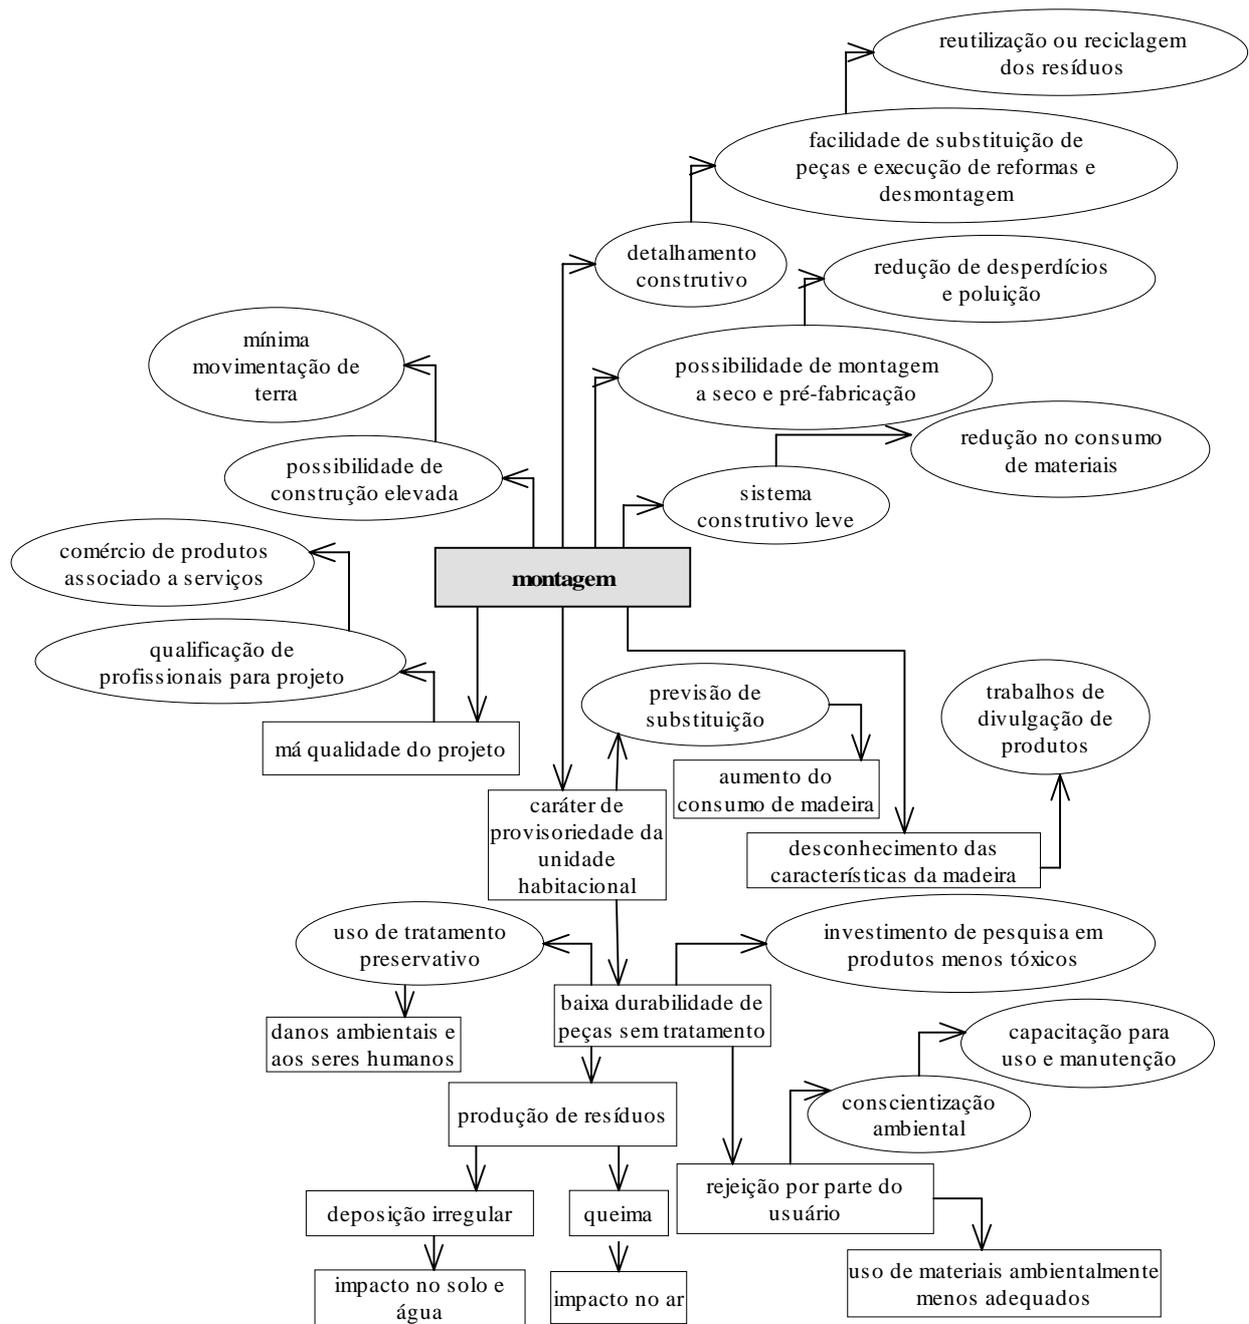 reutilização ou reciclagem
dos resíduos
facilidade de substituição de
peças e execução de reformas e
desmontagem
detalhamento
construtivo
redução de desperdícios
e poluição
mínima
movimentação de
terra
possibilidade de montagem
a seco e pré-fabricação
redução no consumo
de materiais
possibilidade de
construção elevada
sistema
construtivo leve
comércio de produtos
associado a serviços
montagem
qualificação de
profissionais para projeto
previsão de
substituição
trabalhos de
divulgação de
produtos
má qualidade do projeto
aumento do
consumo de madeira
caráter de
provisoriedade da
unidade
habitacional
desconhecimento das
características da madeira
uso de tratamento
preservativo
investimento de pesquisa em
produtos menos tóxicos
baixa durabilidade de
peças sem tratamento
danos ambientais e
aos seres humanos
capacitação para
uso e manutenção
produção de resíduos
conscientização
ambiental
rejeição por parte do
usuário
deposição irregular
queima
uso de materiais ambientalmente
menos adequados
impacto no solo e
água
impacto no ar